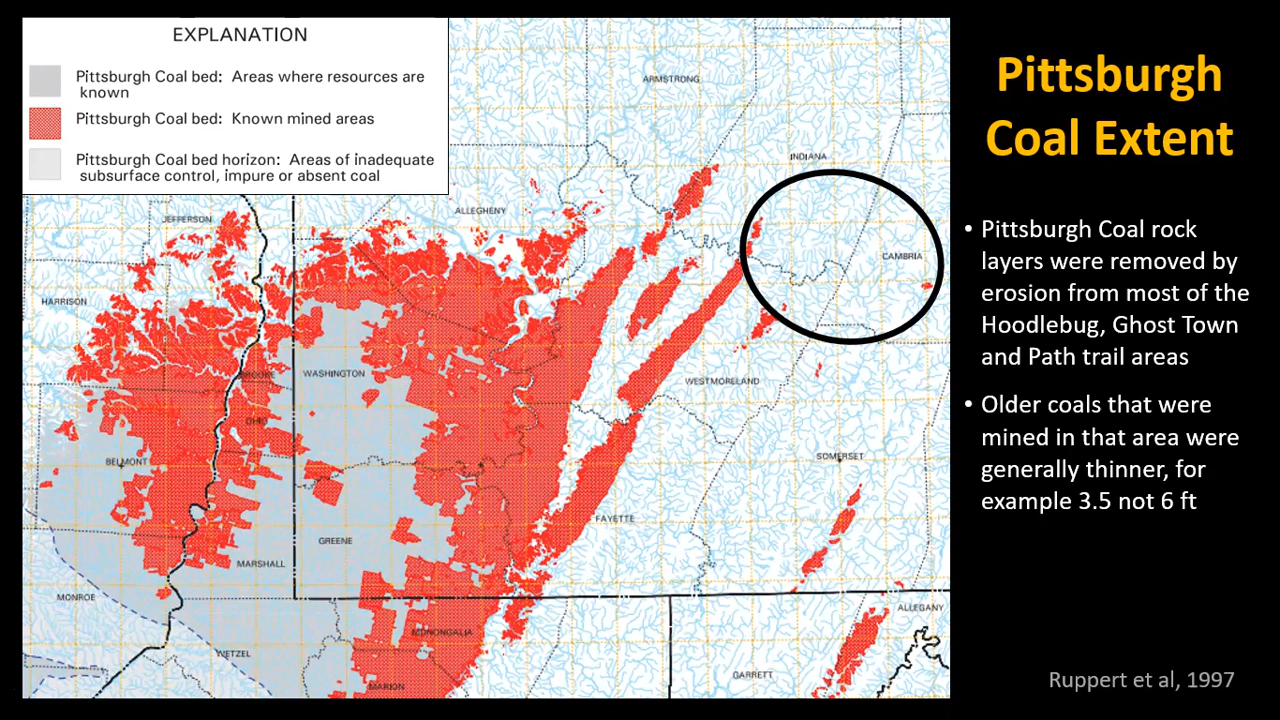 EXPLANATION
Pittsburgh Coal bed: Areas where resources are
known
Pittsburgh Coal bed: Known mined areas
Pittsburgh Coal bed horizon: Areas of inadequate
subsurface control, impure or absent coal
ARMSTRONG
INDIANA
JEFFERSON
ALLEGHENY
CAMBRIA
HARRISON
BROOKE
WASHINGTON
WESTMORELAND
OHIO
BELMONT
SOMERSET
FAYETTE
GREENE
MARSHALL
MONROE
ALLEGANY
MONONGALIA
WETZEL
GARRETT
MARION
Pittsburgh
Coal Extent
• Pittsburgh Coal rock
layers were removed by
erosion from most of the
Hoodlebug, Ghost Town
and Path trail areas
• Older coals that were
mined in that area were
generally thinner, for
example 3.5 not 6 ft
Ruppert et al, 1997